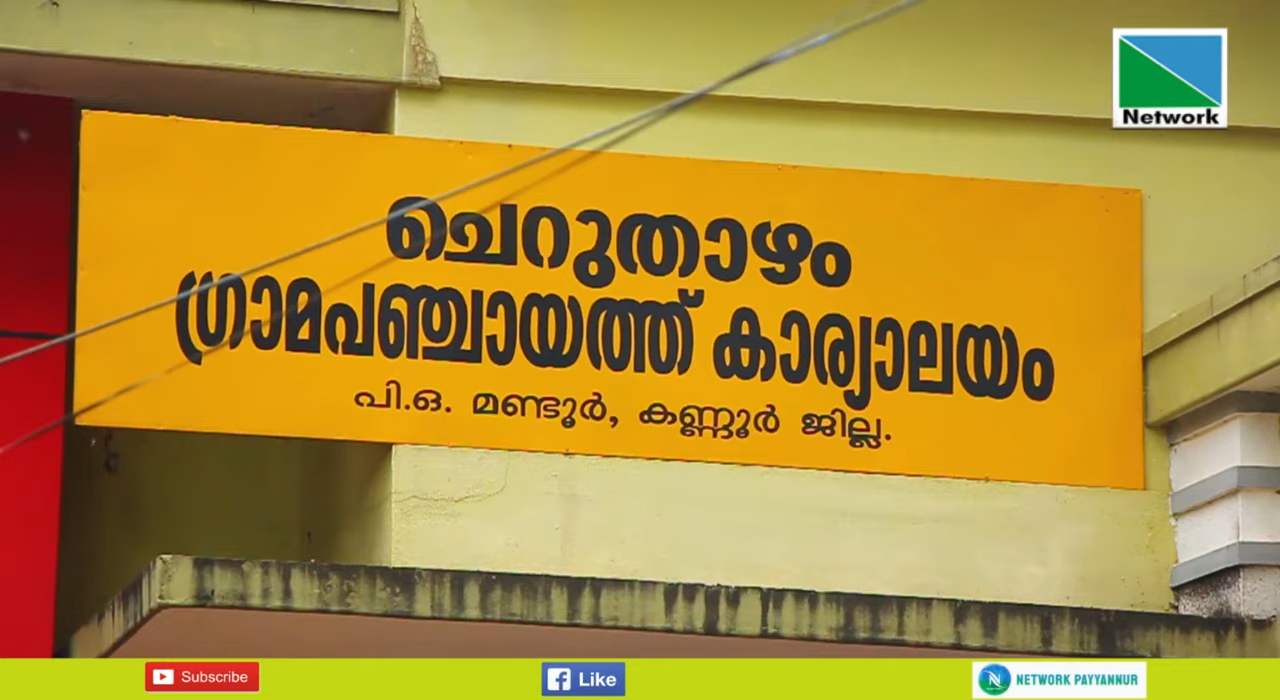 Network
ചെറുതാഴം
ഗ്രാമപഞ്ചായത്ത് കാര്യാലയം
പി.ഒ. മണ്ടൂർ, കണ്ണൂർ ജില്ല.
Subscribe
Like
NETWORK PAYYANNUR